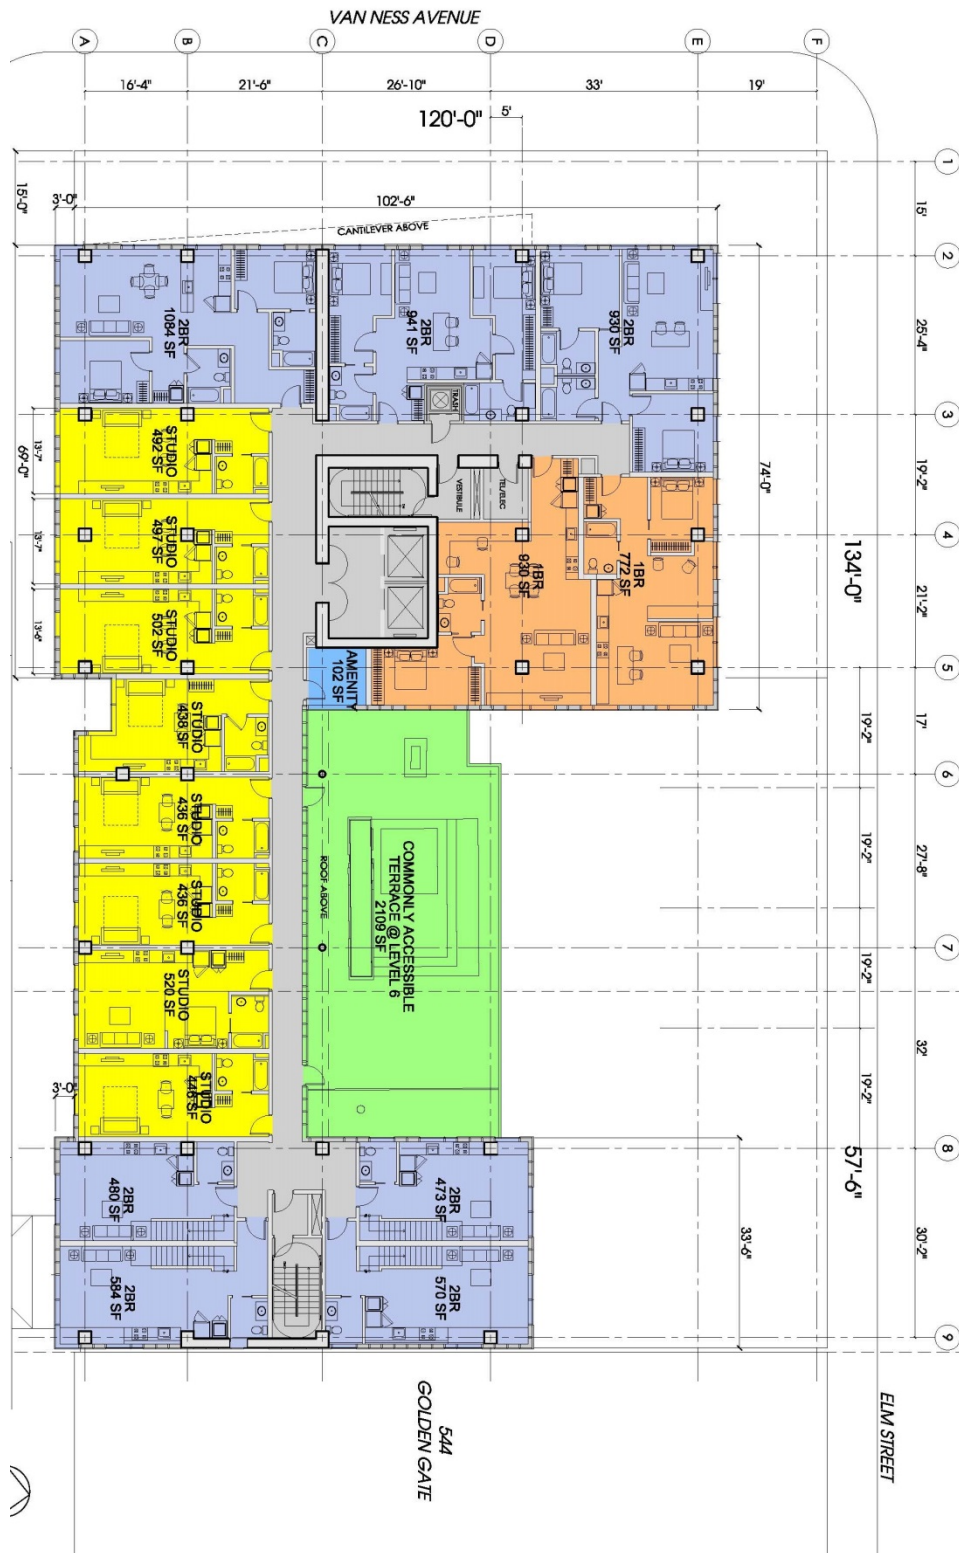 VAN NESS AVENUE
A
B
C
D
E
F
16'-4"
21'-6"
26'-10"
33'
19'
120'-0"
5'
1
15'-0"
3'-0"
102'-6"
15'
CANTILEVER ABOVE
2
2BR
1084 SF
2BR
941 SF
2BR
930 SF
25'-4"
TRASH
3
STUDIO
492 SF
13'-7"
69'-0"
VESTIBULE
TEL/ELEC
74'-0"
19'-2"
STUDIO
497 SF
13'-7"
1BR
930 SF
1BR
772 SF
4
134'-0"
STUDIO
502 SF
13'-6"
21'-2"
AMENITY
102 SF
5
STUDIO
438 SF
19'-2"
17'
6
STUDIO
436 SF
ROOF ABOVE
COMMONLY ACCESSIBLE
TERRACE @ LEVEL 6
2109 SF
19'-2"
27'-8"
STUDIO
436 SF
7
STUDIO
520 SF
19'-2"
STUDIO
32'
19'-2"
3'-0"
8
57'-6"
2BR
480 SF
2BR
473 SF
33'-6"
30'-2"
2BR
584 SF
2BR
570 SF
9
544
GOLDEN GATE
ELM STREET